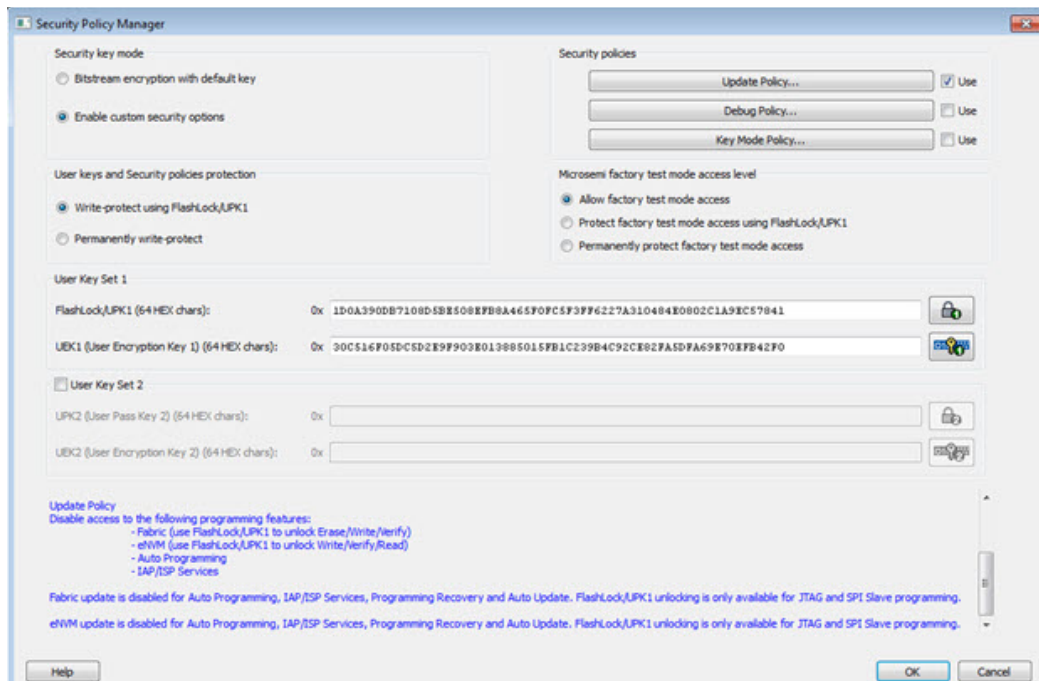 Security Policy Manager
Security key mode
Bitstream encryption with default key
Enable custom security options
Security policies
Update Policy...
Use
Debug Policy...
Use
Key Mode Policy...
Use
User keys and Security policies protection
Write-protect using FlashLock/UPK1
Permanently write-protect
Microsemi factory test mode access level
Allow factory test mode access
Protect factory test mode access using FlashLock/UPK1
Permanently protect factory test mode access
User Key Set 1
FlashLock/UPK1 (64 HEX chars): 0x 1D0A390DB7108D5BE508EFB8A465F0FC5F3FF6227A310484E0802C1A9EC57841
UEK1 (User Encryption Key 1) (64 HEX chars): 0x 30C516F05DC5D2E9F903E013885015FB1C239B4C92CE82FA5DFA69E70EFB42F0
User Key Set 2
UPK2 (User Pass Key 2) (64 HEX chars): 0x
UEK2 (User Encryption Key 2) (64 HEX chars): 0x
Update Policy
Disable access to the following programming features:
- Fabric (use FlashLock/UPK1 to unlock Erase/Write/Verify)
- eNVM (use FlashLock/UPK1 to unlock Write/Verify/Read)
- Auto Programming
- IAP/ISP Services
Fabric update is disabled for Auto Programming, IAP/ISP Services, Programming Recovery and Auto Update. FlashLock/UPK1 unlocking is only available for JTAG and SPI Slave programming.
eNVM update is disabled for Auto Programming, IAP/ISP Services, Programming Recovery and Auto Update. FlashLock/UPK1 unlocking is only available for JTAG and SPI Slave programming.
Help
OK
Cancel